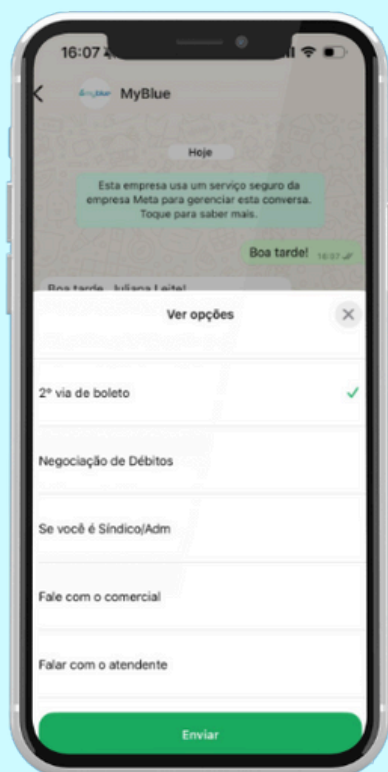 16:07
myblue MyBlue
Hoje
Esta empresa usa um serviço seguro da
empresa Meta para gerenciar esta conversa.
Toque para saber mais.
Boa tarde! 16:07
Boa tarde, Juliana Leite!
Ver opções
2ª via de boleto
Negociação de Débitos
Se você é Síndico/Adm
Fale com o comercial
Falar com o atendente
Enviar